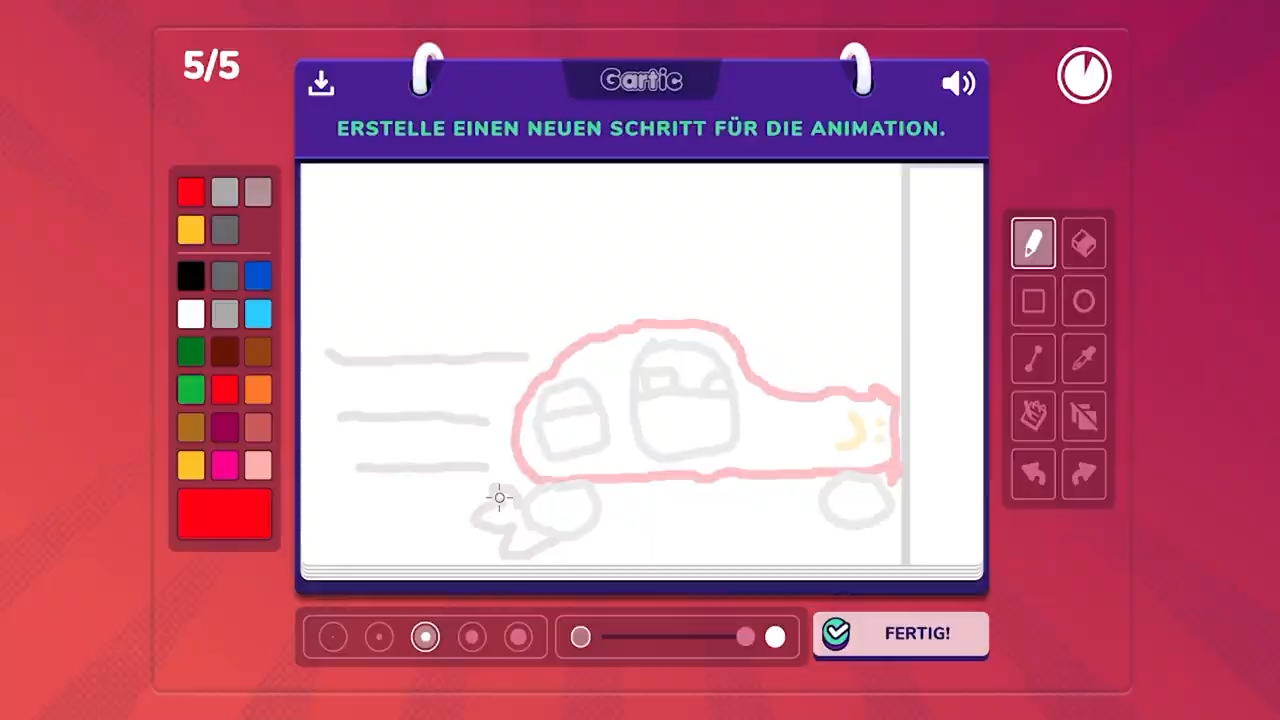 5/5
Gartic
ERSTELLE EINEN NEUEN SCHRITT FÜR DIE ANIMATION.
FERTIG!